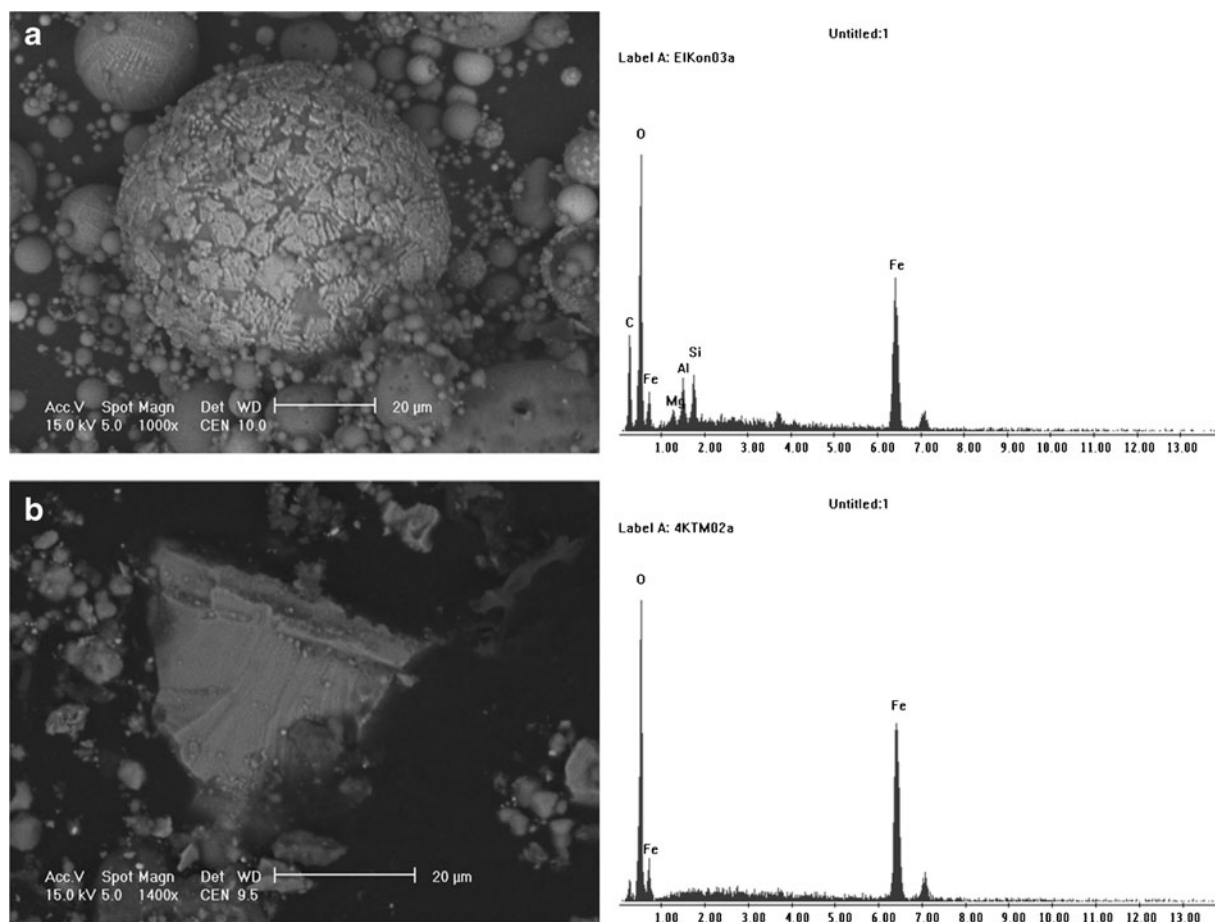 a
Acc.V Spot Magn Det WD 20 µm
15.0 kV 5.0 1000x CEN 10.0
Untitled:1
Label A: ElKon03a
O
Fe
C
Si
Al
Fe
Mg
1.00 2.00 3.00 4.00 5.00 6.00 7.00 8.00 9.00 10.00 11.00 12.00 13.00
b
Acc.V Spot Magn Det WD 20 µm
15.0 kV 5.0 1400x CEN 9.5
Untitled:1
Label A: 4KTM02a
O
Fe
Fe
1.00 2.00 3.00 4.00 5.00 6.00 7.00 8.00 9.00 10.00 11.00 12.00 13.00